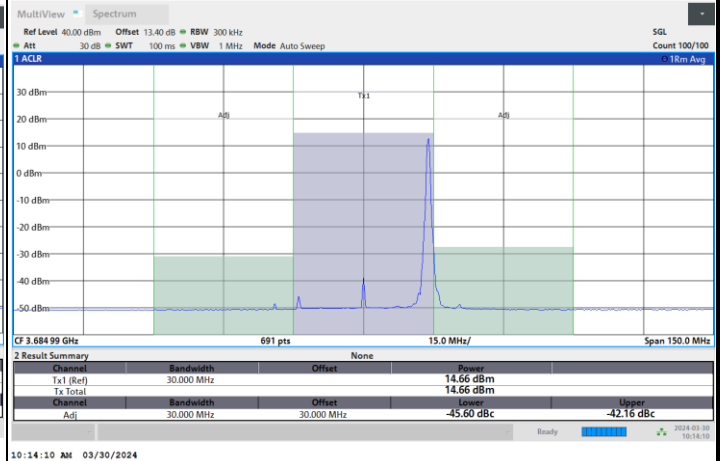 MultiView Spectrum
Ref Level 40.00 dBm Offset 13.40 dB RBW 300 kHz SGL
Att 30 dB SWT 100 ms VBW 1 MHz Mode Auto Sweep Count 100/100
1 ACLR 1Rm Avg
30 dBm
Tx1
20 dBm
Adj Adj
10 dBm
0 dBm
-10 dBm
-20 dBm
-30 dBm
-40 dBm
-50 dBm
CF 3.684 99 GHz 691 pts 15.0 MHz/ Span 150.0 MHz
2 Result Summary None
Channel Bandwidth Offset Power
Tx1 (Ref) 30.000 MHz 14.66 dBm
Tx Total 14.66 dBm
Channel Bandwidth Offset Lower Upper
Adj 30.000 MHz 30.000 MHz -45.60 dBc -42.16 dBc
Ready 2024-03-30
10:14:10
10:14:10 AM 03/30/2024